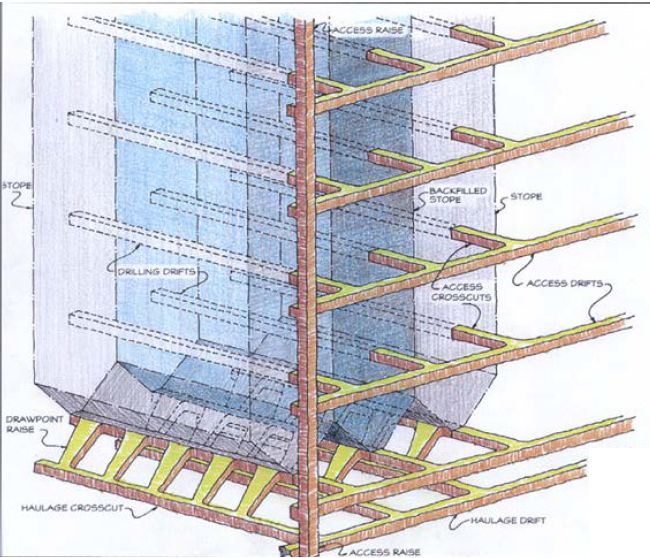 ACCESS RAISE
STOPE
BACKFILLED
STOPE
STOPE
DRILLING DRIFTS
ACCESS
CROSSCUTS
ACCESS DRIFTS
DRAWPOINT
RAISE
HAULAGE CROSSCUT
HAULAGE DRIFT
ACCESS RAISE